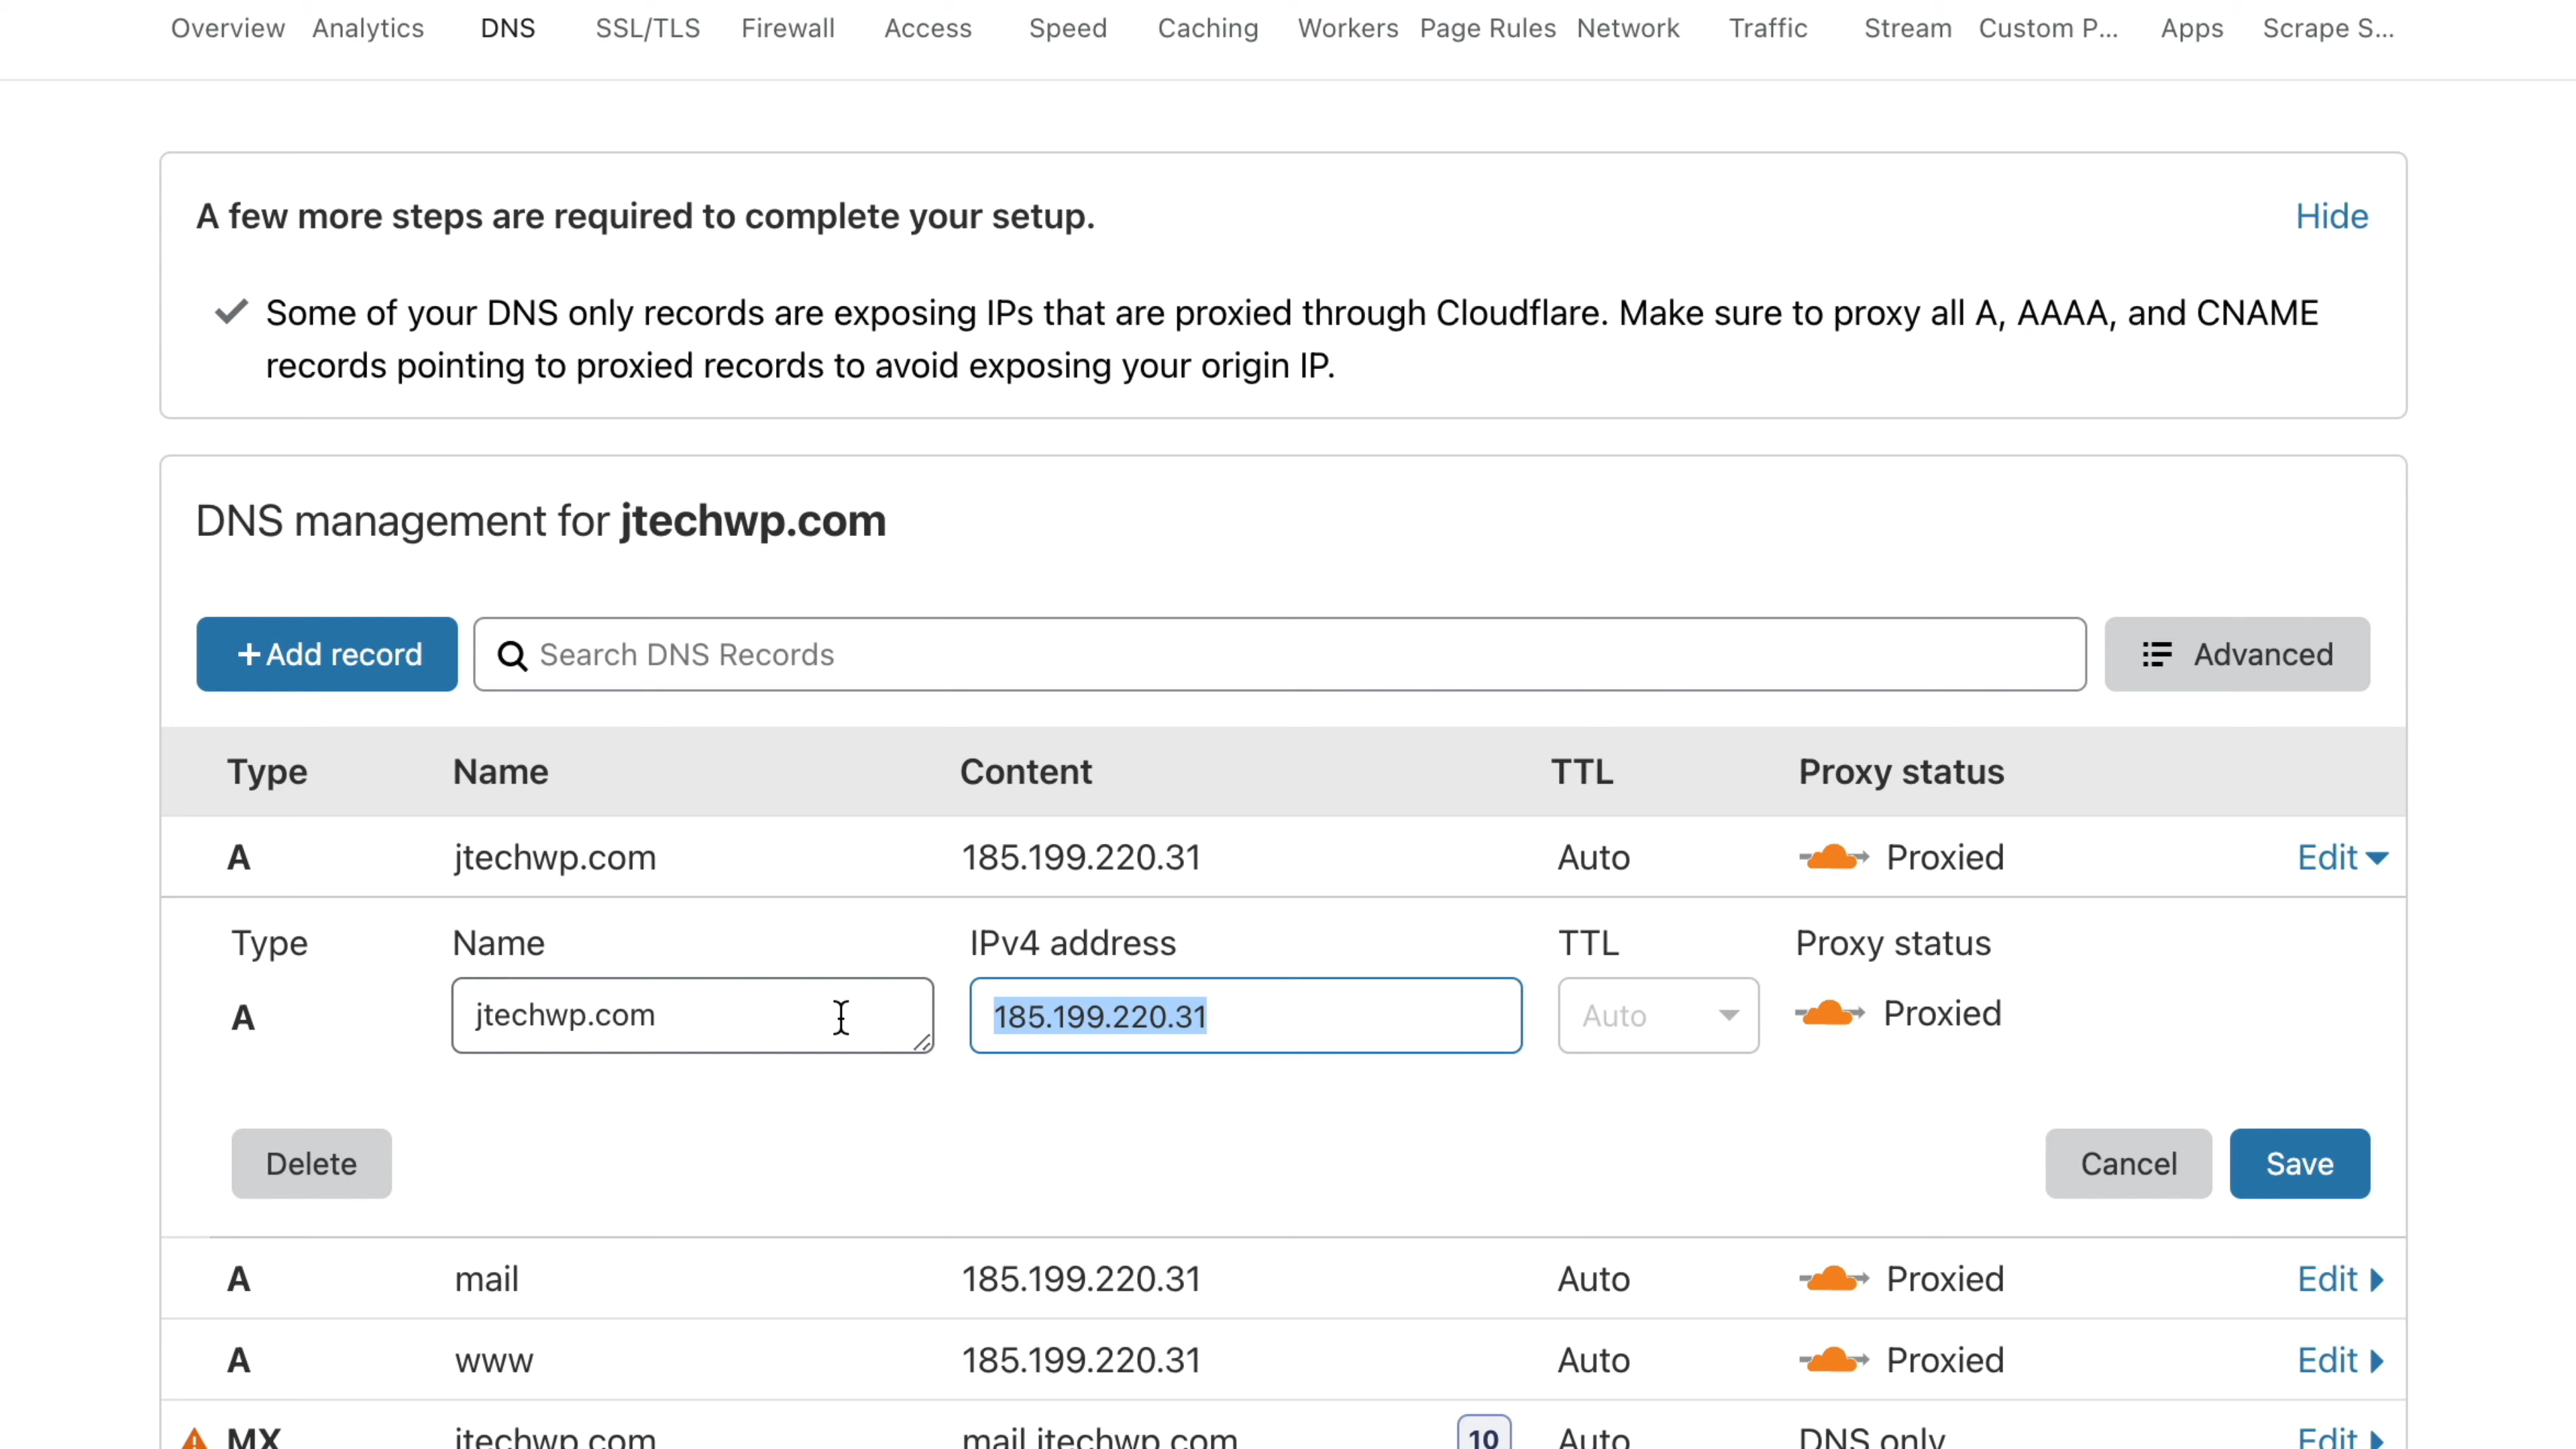 Overview Analytics DNS SSL/TLS Firewall Access Speed Caching Workers Page Rules Network Traffic Stream Custom P... Apps Scrape S...
A few more steps are required to complete your setup. Hide
Some of your DNS only records are exposing IPs that are proxied through Cloudflare. Make sure to proxy all A, AAAA, and CNAME
records pointing to proxied records to avoid exposing your origin IP.
DNS management for jtechwp.com
+ Add record Search DNS Records Advanced
Type Name Content TTL Proxy status
A jtechwp.com 185.199.220.31 Auto Proxied Edit
Type Name IPv4 address TTL Proxy status
A jtechwp.com 185.199.220.31 Auto Proxied
Delete Cancel Save
A mail 185.199.220.31 Auto Proxied Edit
A www 185.199.220.31 Auto Proxied Edit
MX jtechwp.com mail.jtechwp.com 10 Auto DNS only Edit